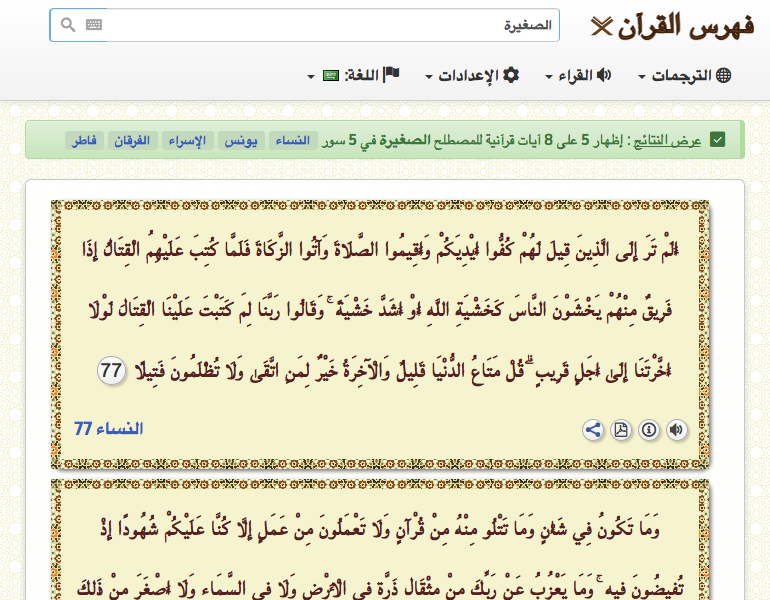 فهرس القرآن
الصغيرة
الترجمات
القراء
الإعدادات
اللغة:
عرض النتائج : إظهار 5 على 8 آيات قرآنية للمصطلح الصغيرة في 5 سور النساء يونس الإسراء الفرقان فاطر
أَلَمْ تَرَ إِلَى الَّذِينَ قِيلَ لَهُمْ كُفُّوا أَيْدِيَكُمْ وَأَقِيمُوا الصَّلَاةَ وَآتُوا الزَّكَاةَ فَلَمَّا كُتِبَ عَلَيْهِمُ الْقِتَالُ إِذَا
فَرِيقٌ مِنْهُمْ يَخْشَوْنَ النَّاسَ كَخَشْيَةِ اللَّهِ أَوْ أَشَدَّ خَشْيَةً ۚ وَقَالُوا رَبَّنَا لِمَ كَتَبْتَ عَلَيْنَا الْقِتَالَ لَوْلَا
أَخَّرْتَنَا إِلَىٰ أَجَلٍ قَرِيبٍ ۗ قُلْ مَتَاعُ الدُّنْيَا قَلِيلٌ وَالْآخِرَةُ خَيْرٌ لِمَنِ اتَّقَىٰ وَلَا تُظْلَمُونَ فَتِيلًا 77
النساء 77
وَمَا تَكُونُ فِي شَأْنٍ وَمَا تَتْلُو مِنْهُ مِنْ قُرْآنٍ وَلَا تَعْمَلُونَ مِنْ عَمَلٍ إِلَّا كُنَّا عَلَيْكُمْ شُهُودًا إِذْ
تُفِيضُونَ فِيهِ ۚ وَمَا يَعْزُبُ عَنْ رَبِّكَ مِنْ مِثْقَالِ ذَرَّةٍ فِي الْأَرْضِ وَلَا فِي السَّمَاءِ وَلَا أَصْغَرَ مِنْ ذَٰلِكَ